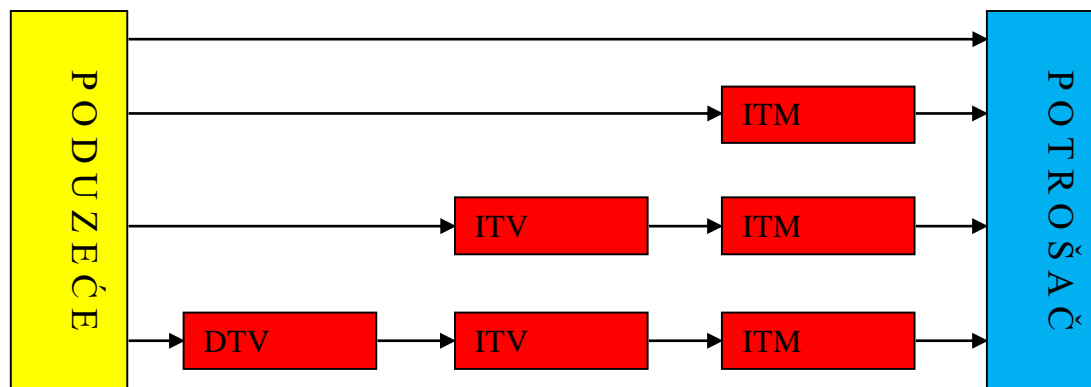 PODUZEĆE
ITM
ITV
ITM
DTV
ITV
ITM
POTROŠAČ